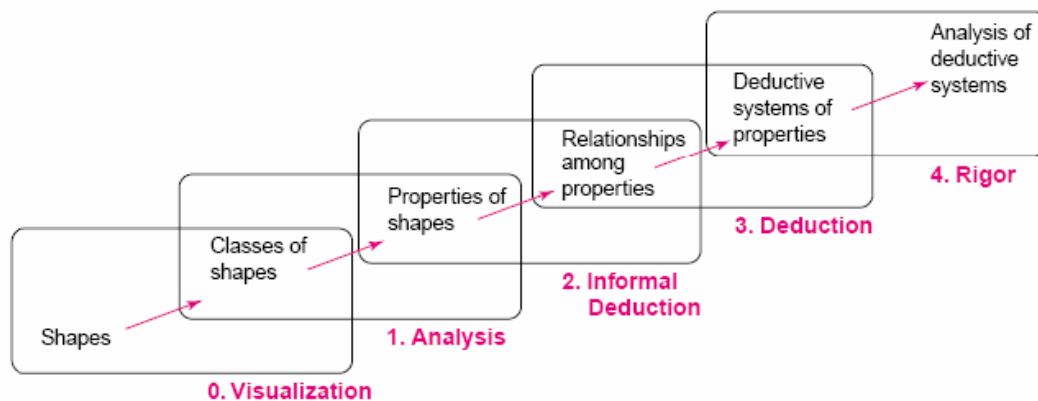 Shapes
0. Visualization
Classes of
shapes
1. Analysis
Properties of
shapes
2. Informal
Deduction
Relationships
among
properties
3. Deduction
Deductive
systems of
properties
4. Rigor
Analysis of
deductive
systems